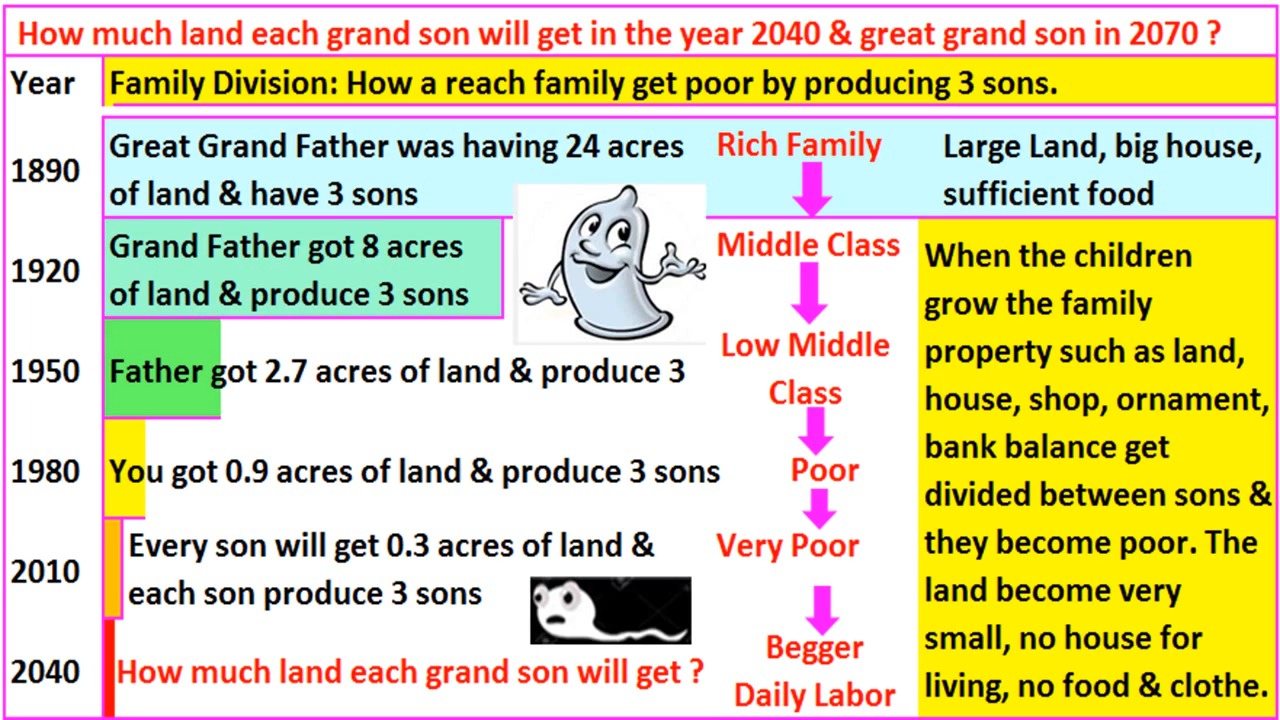 How much land each grand son will get in the year 2040 & great grand son in 2070 ?
Year
Family Division: How a reach family get poor by producing 3 sons.
1890
Great Grand Father was having 24 acres
of land & have 3 sons
Rich Family
Large Land, big house,
sufficient food
1920
Grand Father got 8 acres
of land & produce 3 sons
Middle Class
1950
Father got 2.7 acres of land & produce 3
Low Middle
Class
1980
You got 0.9 acres of land & produce 3 sons
Poor
2010
Every son will get 0.3 acres of land &
each son produce 3 sons
Very Poor
2040
How much land each grand son will get ?
Begger
Daily Labor
When the children
grow the family
property such as land,
house, shop, ornament,
bank balance get
divided between sons &
they become poor. The
land become very
small, no house for
living, no food & clothe.